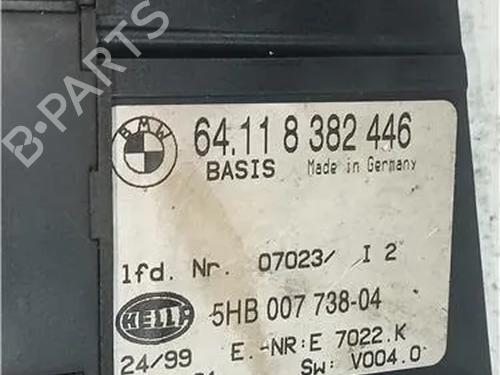 BMW
64.11 8 382 446
BASIS Made in Germany
lfd. Nr. 07023/ I 2
HELLA 5HB 007 738-04
24/99 E.-NR:E 7022.K
SW: V004.0